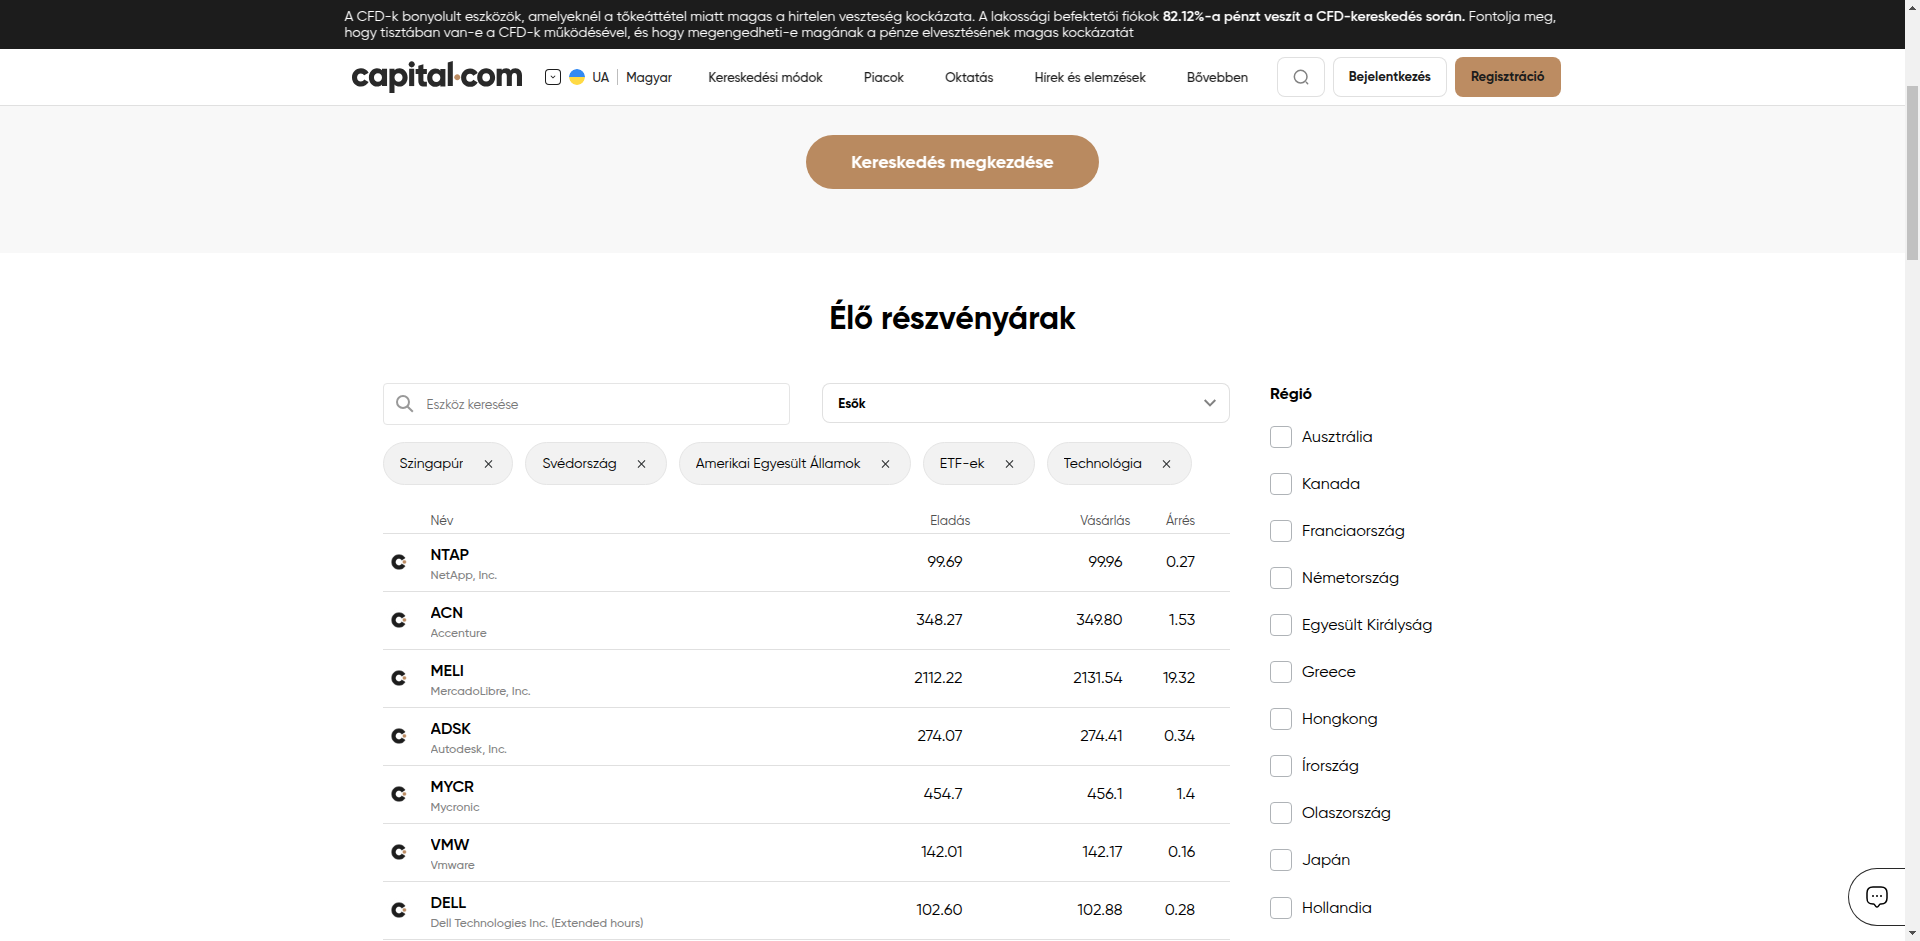 A CFD-k bonyolult eszközök, amelyeknél a tőkeáttétel miatt magas a hirtelen veszteség kockázata. A lakossági befektetői fiókok 82.12%-a pénzt veszít a CFD-kereskedés során. Fontolja meg,
hogy tisztában van-e a CFD-k működésével, és hogy megengedheti-e magának a pénze elvesztésének magas kockázatát
capital.com UA Magyar Kereskedési módok Piacok Oktatás Hírek és elemzések Bővebben Bejelentkezés Regisztráció
Kereskedés megkezdése
Élő részvényárak
Eszköz keresése
Esők
Szingapúr
Svédország
Amerikai Egyesült Államok
ETF-ek
Technológia
Név Eladás Vásárlás Árrés
NTAP 99.69 99.96 0.27
NetApp, Inc.
ACN 348.27 349.80 1.53
Accenture
MELI 2112.22 2131.54 19.32
MercadoLibre, Inc.
ADSK 274.07 274.41 0.34
Autodesk, Inc.
MYCR 454.7 456.1 1.4
Mycronic
VMW 142.01 142.17 0.16
Vmware
DELL 102.60 102.88 0.28
Dell Technologies Inc. (Extended hours)
Régió
Ausztrália
Kanada
Franciaország
Németország
Egyesült Királyság
Greece
Hongkong
Írország
Olaszország
Japán
Hollandia